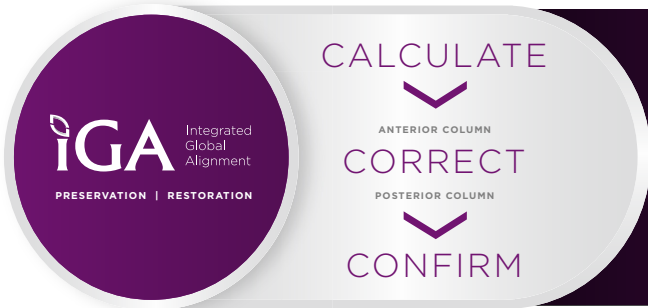 iGA
Integrated
Global
Alignment
PRESERVATION | RESTORATION
CALCULATE
ANTERIOR COLUMN
CORRECT
POSTERIOR COLUMN
CONFIRM